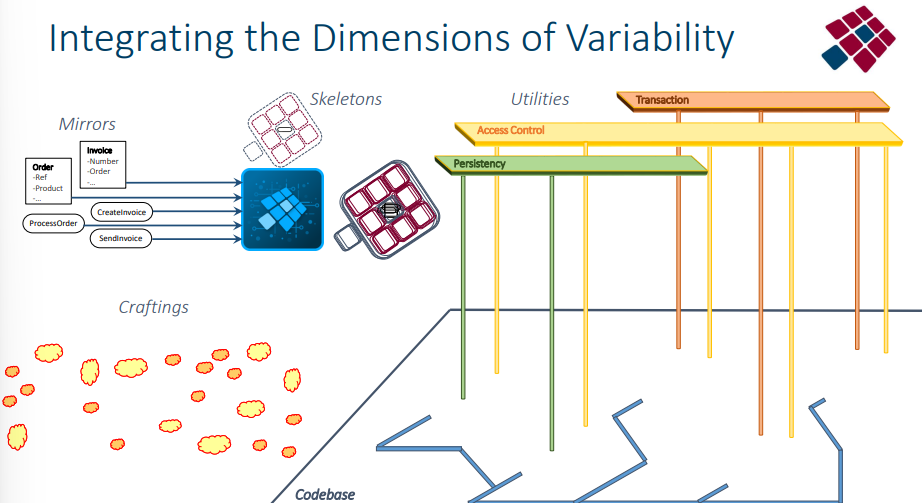 Integrating the Dimensions of Variability
Skeletons
Utilities
Transaction
Mirrors
Access Control
Invoice
-Number
-Order
-...
Order
-Ref
-Product
-...
Persistency
CreateInvoice
ProcessOrder
SendInvoice
Craftings
Codebase